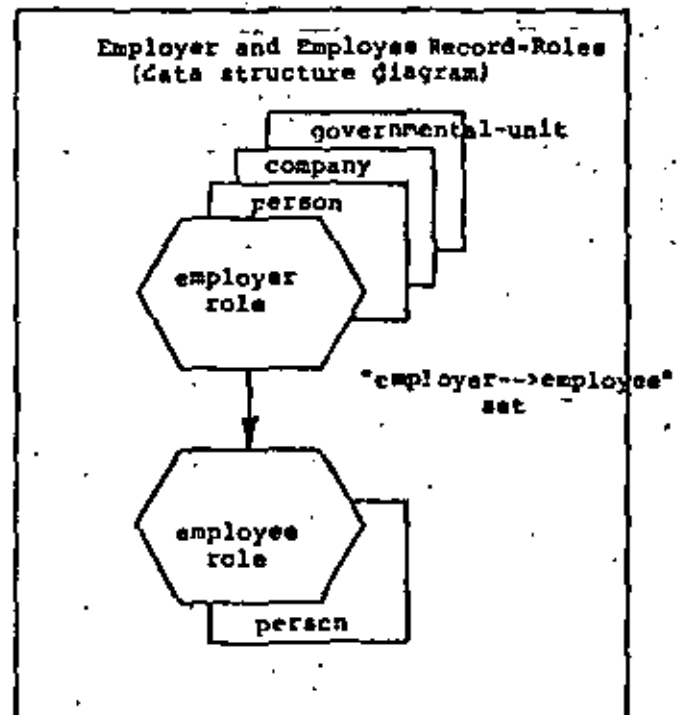 Employer and Employee Record-Roles
(data structure diagram)
governmental-unit
company
person
employer
role
"employer-->employee"
set
employee
role
person